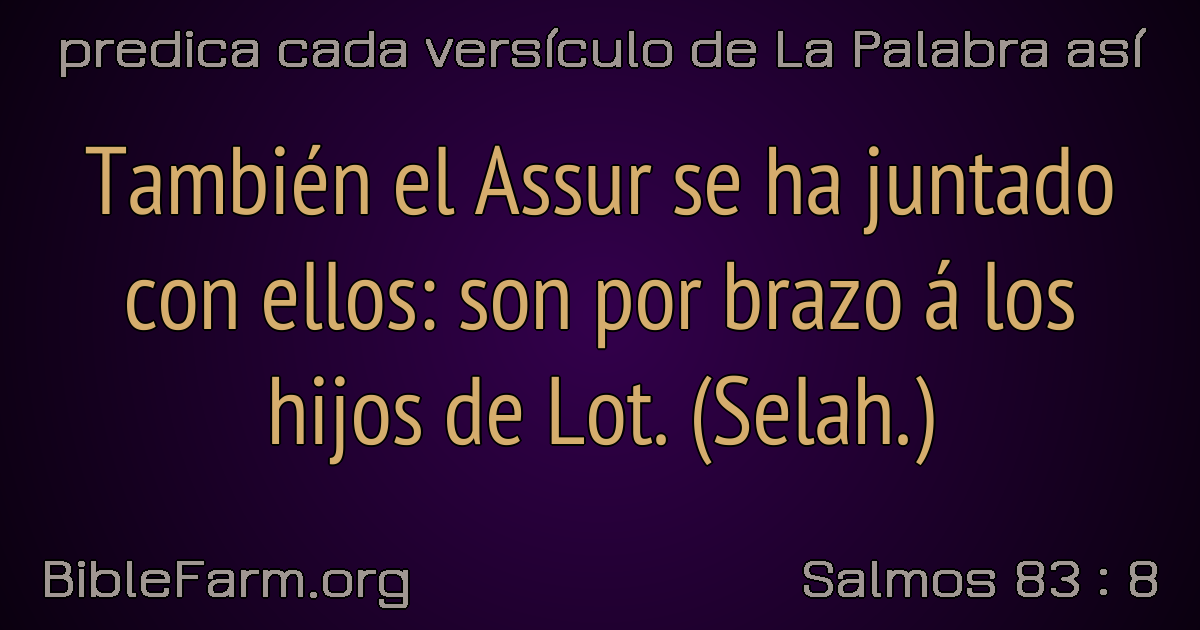 predica cada versículo de La Palabra así
También el Assur se ha juntado
con ellos: son por brazo á los
hijos de Lot. (Selah.)
BibleFarm.org
Salmos 83 : 8